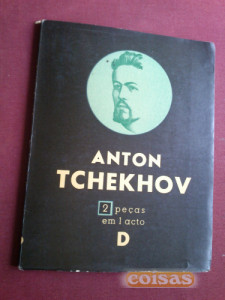 ANTON
TCHEKHOV
2 peças
em 1 acto
D
coisas